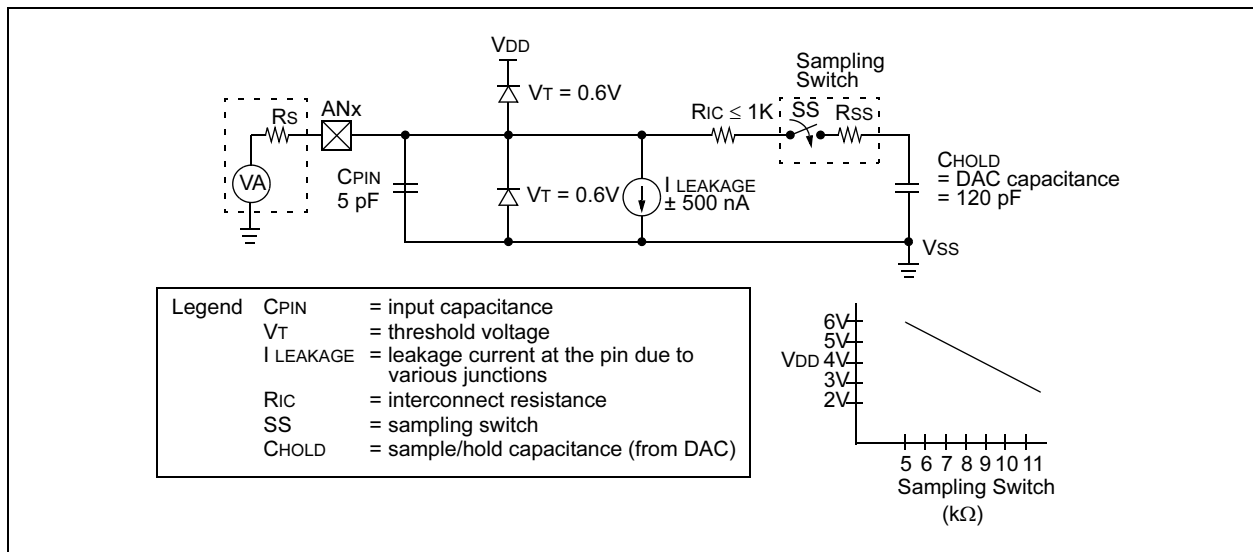 VDD
Sampling
Switch
VT = 0.6V
RS
ANx
RIC ≤ 1K
SS
RSS
VA
CPIN
5 pF
VT = 0.6V
I LEAKAGE
± 500 nA
CHOLD
= DAC capacitance
= 120 pF
VSS
Legend CPIN = input capacitance
VT = threshold voltage
I LEAKAGE = leakage current at the pin due to
various junctions
RIC = interconnect resistance
SS = sampling switch
CHOLD = sample/hold capacitance (from DAC)
6V
5V
VDD 4V
3V
2V
5 6 7 8 9 10 11
Sampling Switch
(kΩ)